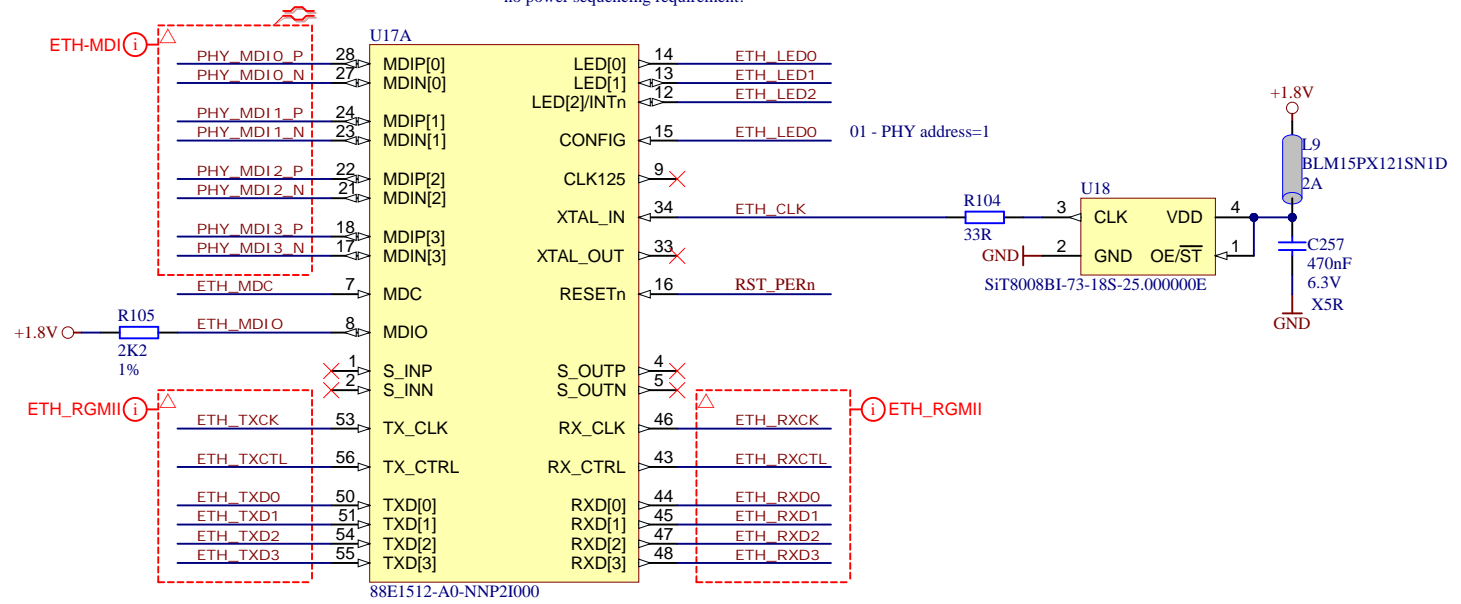 no power sequencing requirement.
ETH-MDI i
U17A
PHY_MDI0_P 28 MDIP[0] LED[0] 14 ETH_LED0
PHY_MDI0_N 27 MDIN[0] LED[1] 13 ETH_LED1
LED[2]/INTn 12 ETH_LED2
PHY_MDI1_P 24 MDIP[1]
PHY_MDI1_N 23 MDIN[1] CONFIG 15 ETH_LED0 01 - PHY address=1
PHY_MDI2_P 22 MDIP[2] CLK125 9
PHY_MDI2_N 21 MDIN[2]
XTAL_IN 34 ETH_CLK
PHY_MDI3_P 18 MDIP[3]
PHY_MDI3_N 17 MDIN[3] XTAL_OUT 33
ETH_MDC 7 MDC RESETn 16 RST_PERn
+1.8V R105 ETH_MDIO 8 MDIO
2K2
1%
1 S_INP S_OUTP 4
2 S_INN S_OUTN 5
ETH_RGMII i
i ETH_RGMII
ETH_TXCK 53 TX_CLK RX_CLK 46 ETH_RXCK
ETH_TXCTL 56 TX_CTRL RX_CTRL 43 ETH_RXCTL
ETH_TXD0 50 TXD[0] RXD[0] 44 ETH_RXD0
ETH_TXD1 51 TXD[1] RXD[1] 45 ETH_RXD1
ETH_TXD2 54 TXD[2] RXD[2] 47 ETH_RXD2
ETH_TXD3 55 TXD[3] RXD[3] 48 ETH_RXD3
88E1512-A0-NNP2I000
+1.8V
L9
BLM15PX121SN1D
2A
U18
R104
33R
3 CLK VDD 4
GND 2 GND OE/ST 1
SiT8008BI-73-18S-25.000000E
C257
470nF
6.3V
X5R
GND